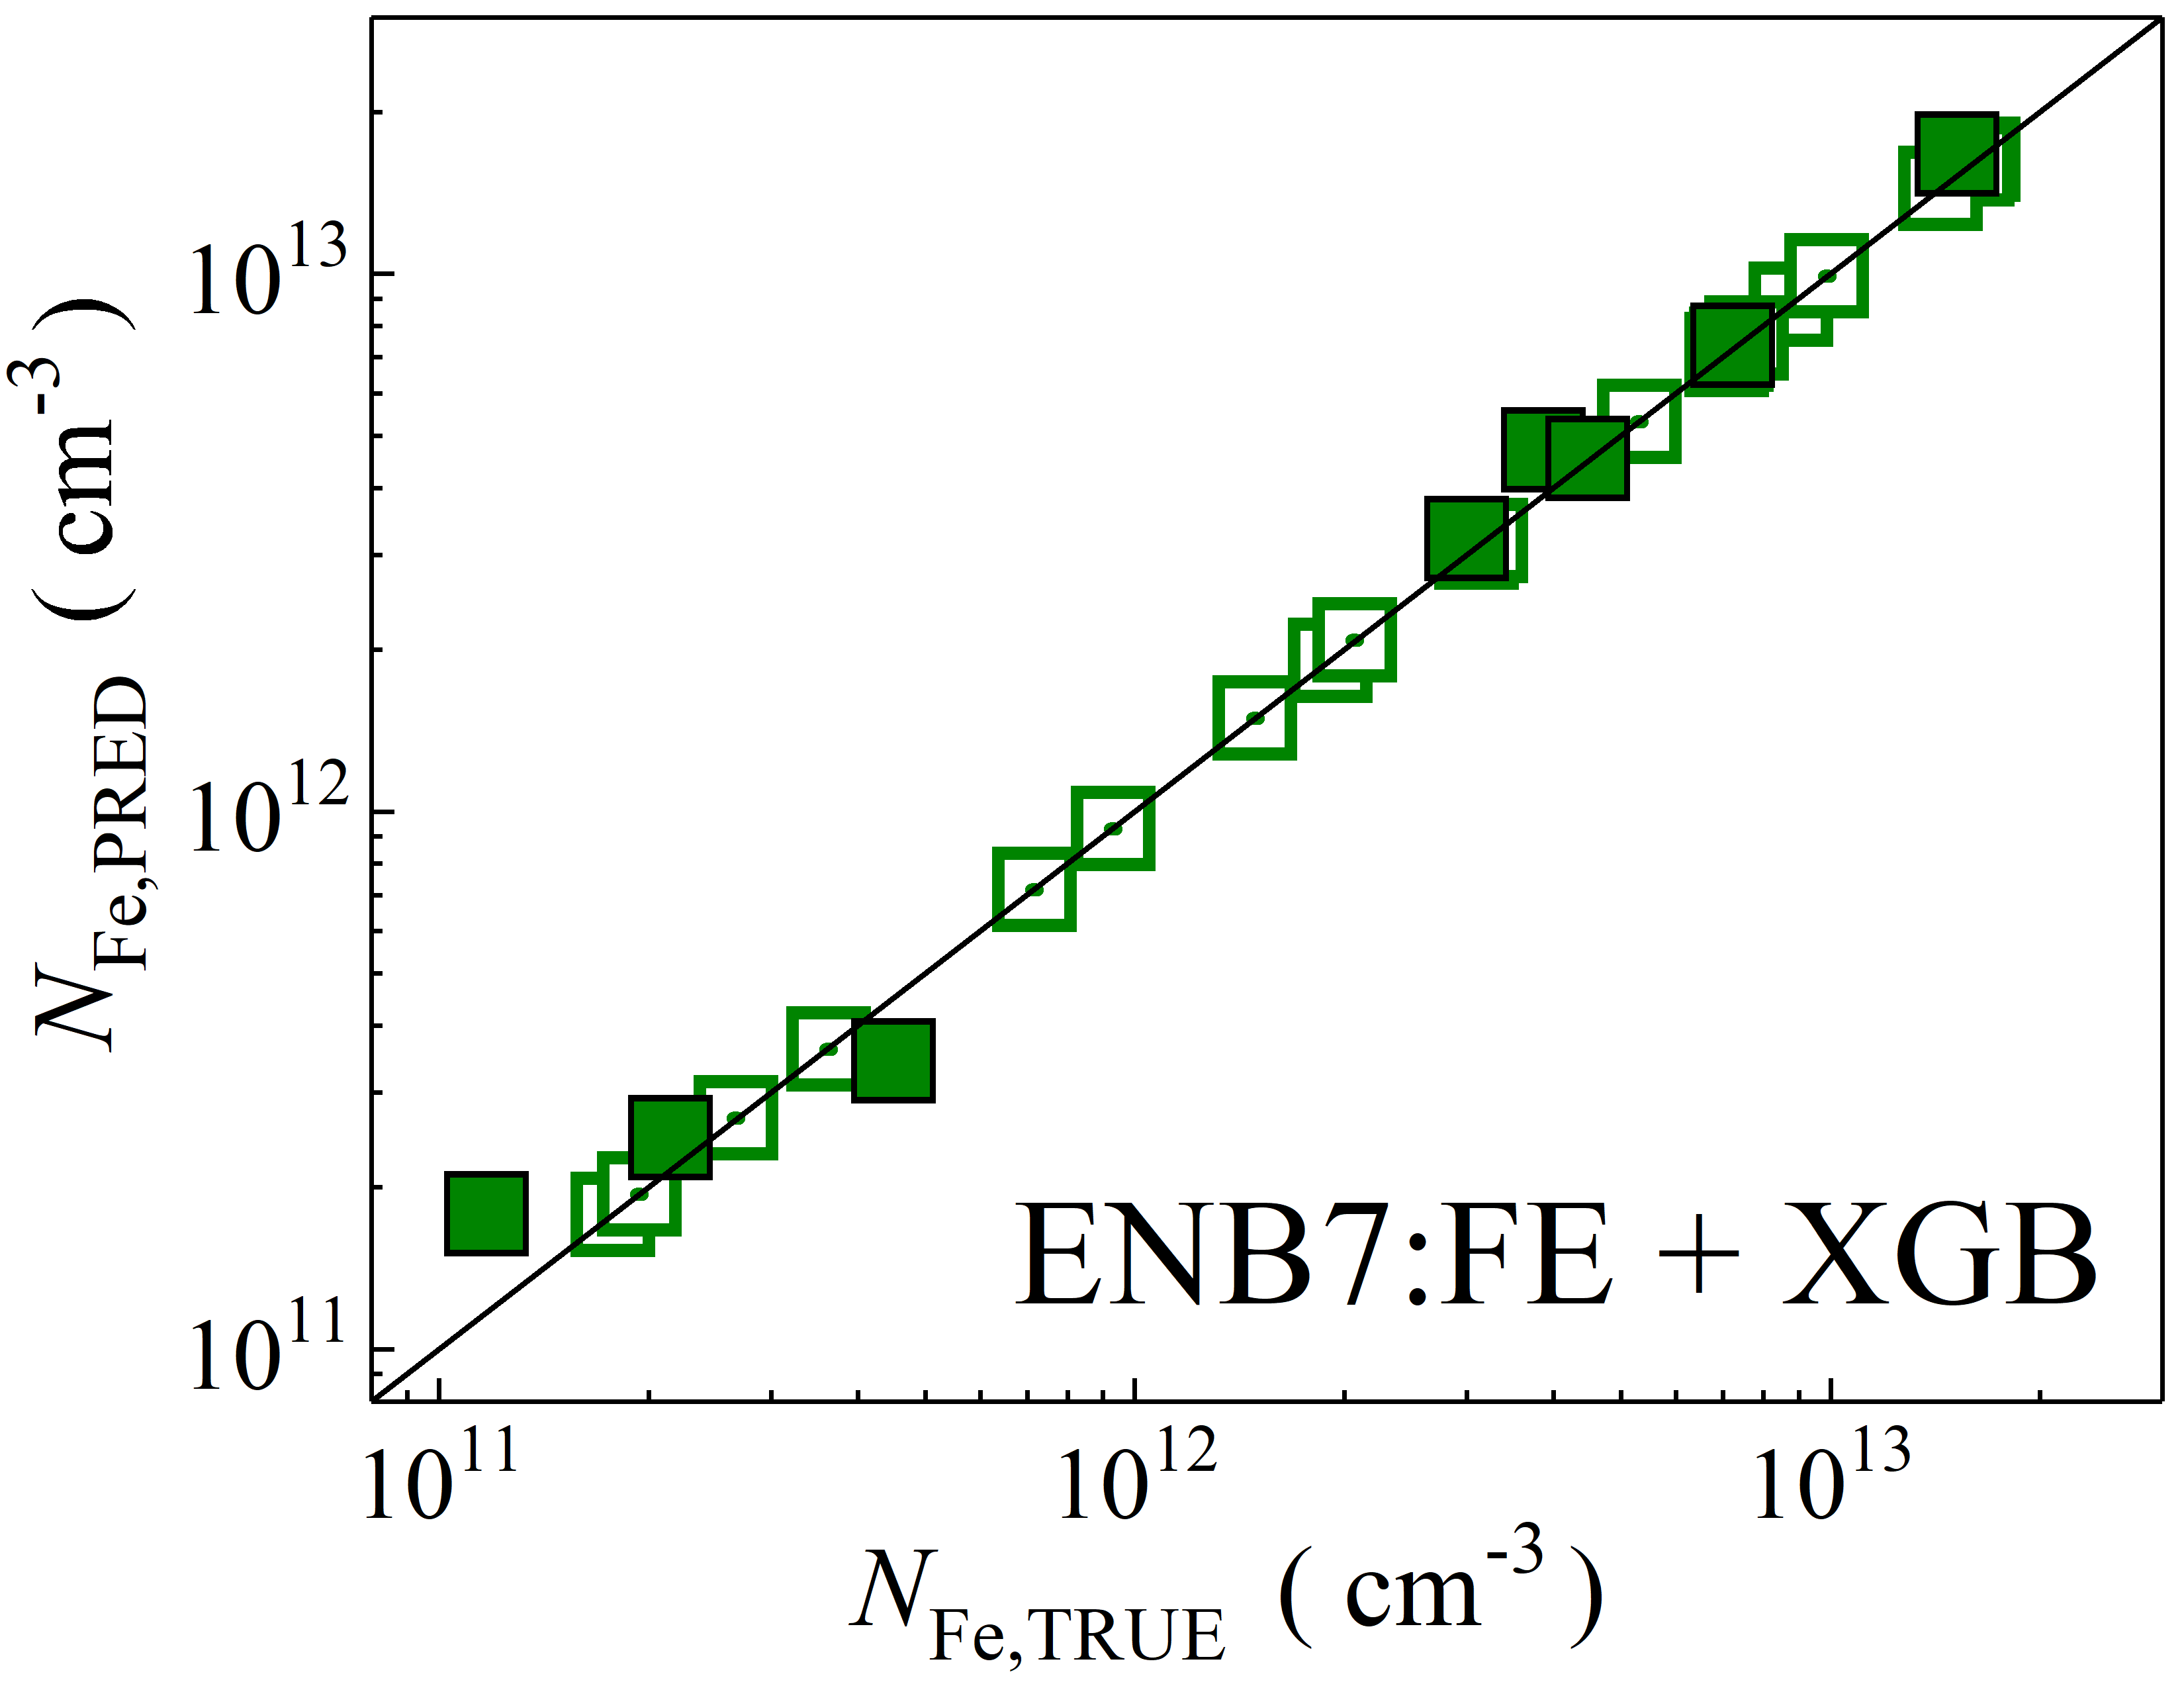 N_Fe,PRED ( cm^-3 )
10^13
10^12
10^11
ENB7:FE + XGB
10^11 10^12 10^13
N_Fe,TRUE ( cm^-3 )